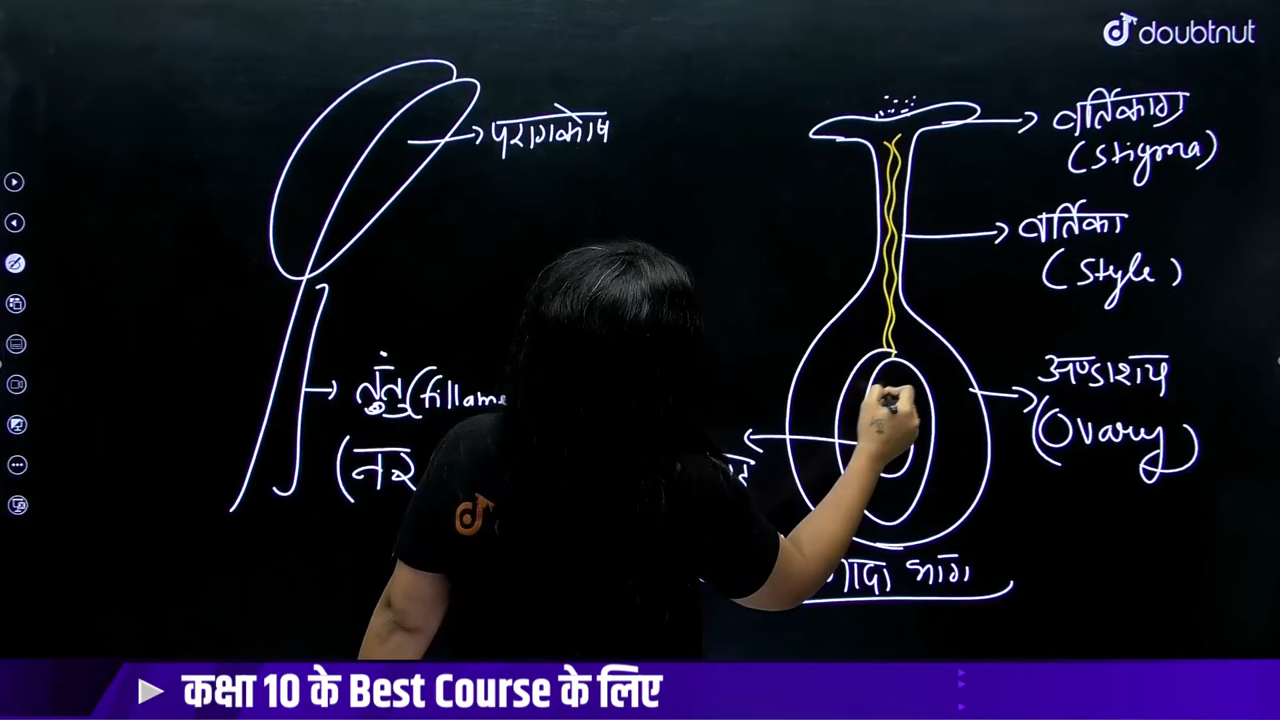 doubtnut
परागकोष
वर्तिकाग्र
(Stigma)
वर्तिका
(Style)
तंतु (fillame
(नर
अण्डाशय
(Ovary)
मादा भाग
कक्षा 10 के Best Course के लिए